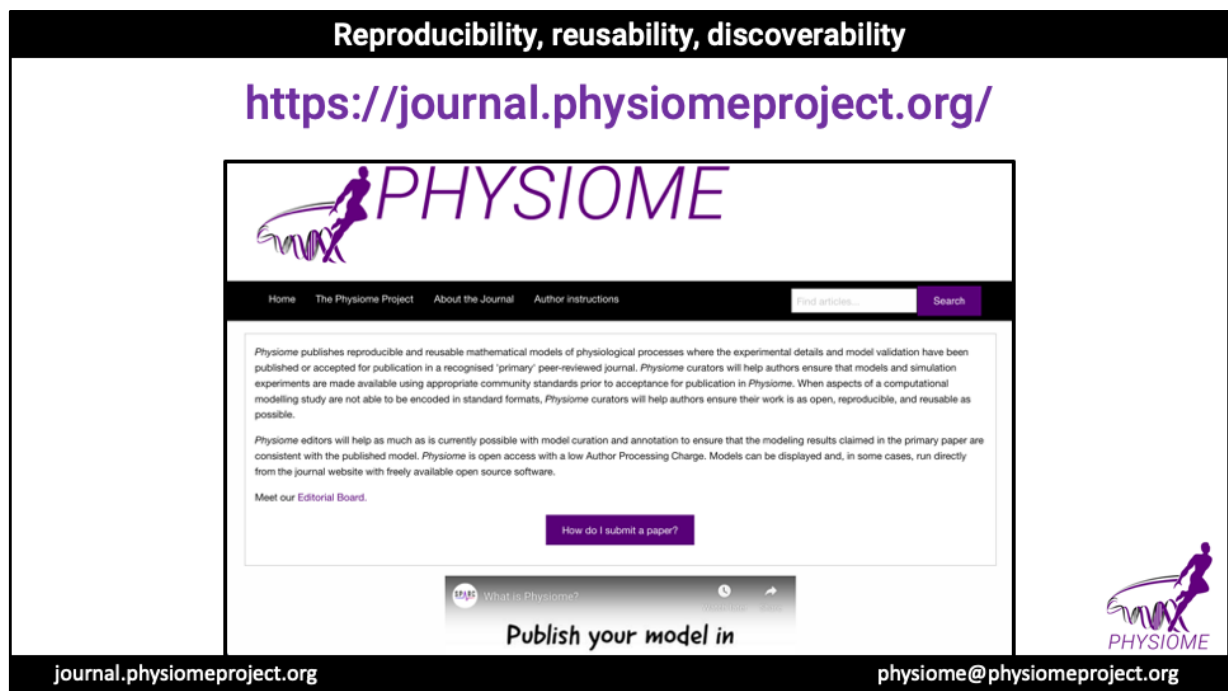 Reproducibility, reusability, discoverability
https://journal.physiomeproject.org/
PHYSIOME
Home The Physiome Project About the Journal Author instructions Find articles... Search
Physiome publishes reproducible and reusable mathematical models of physiological processes where the experimental details and model validation have been
published or accepted for publication in a recognised 'primary' peer-reviewed journal. Physiome curators will help authors ensure that models and simulation
experiments are made available using appropriate community standards prior to acceptance for publication in Physiome. When aspects of a computational
modelling study are not able to be encoded in standard formats, Physiome curators will help authors ensure their work is as open, reproducible, and reusable as
possible.
Physiome editors will help as much as is currently possible with model curation and annotation to ensure that the modeling results claimed in the primary paper are
consistent with the published model. Physiome is open access with a low Author Processing Charge. Models can be displayed and, in some cases, run directly
from the journal website with freely available open source software.
Meet our Editorial Board.
How do I submit a paper?
SPARC What is Physiome?
Publish your model in
PHYSIOME
journal.physiomeproject.org physiome@physiomeproject.org